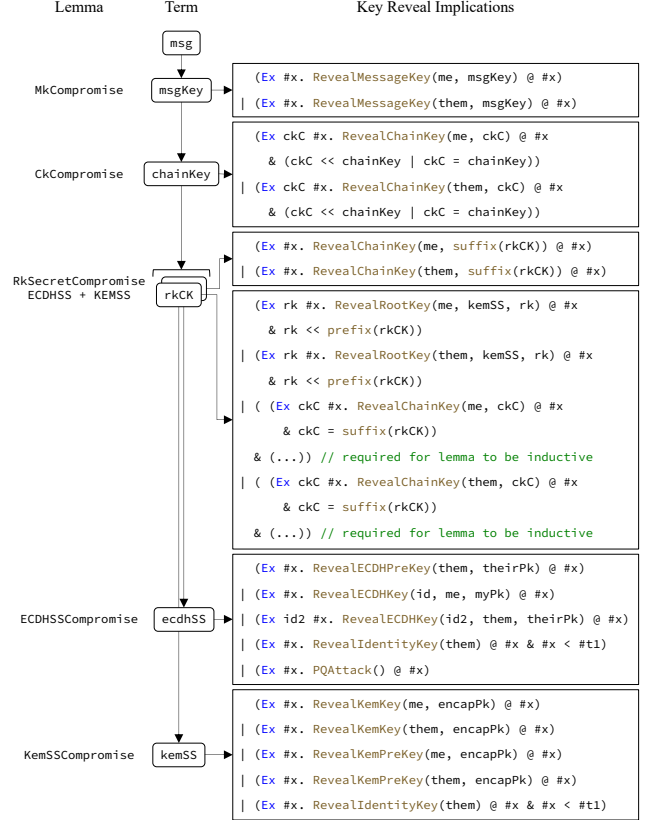 Lemma Term Key Reveal Implications
msg
MkCompromise msgKey
(Ex #x. RevealMessageKey(me, msgKey) @ #x)
| (Ex #x. RevealMessageKey(them, msgKey) @ #x)
CkCompromise chainKey
(Ex ckC #x. RevealChainKey(me, ckC) @ #x
& (ckC << chainKey | ckC = chainKey))
| (Ex ckC #x. RevealChainKey(them, ckC) @ #x
& (ckC << chainKey | ckC = chainKey))
RkSecretCompromise
ECDHSS + KEMSS
rkCK
(Ex #x. RevealChainKey(me, suffix(rkCK)) @ #x)
| (Ex #x. RevealChainKey(them, suffix(rkCK)) @ #x)
(Ex rk #x. RevealRootKey(me, kemSS, rk) @ #x
& rk << prefix(rkCK))
| (Ex rk #x. RevealRootKey(them, kemSS, rk) @ #x
& rk << prefix(rkCK))
| ( (Ex ckC #x. RevealChainKey(me, ckC) @ #x
& ckC = suffix(rkCK))
& (...)) // required for lemma to be inductive
| ( (Ex ckC #x. RevealChainKey(them, ckC) @ #x
& ckC = suffix(rkCK))
& (...)) // required for lemma to be inductive
ECDHSSCompromise ecdhSS
(Ex #x. RevealECDHPreKey(them, theirPk) @ #x)
| (Ex #x. RevealECDHKey(id, me, myPk) @ #x)
| (Ex id2 #x. RevealECDHKey(id2, them, theirPk) @ #x)
| (Ex #x. RevealIdentityKey(them) @ #x & #x < #t1)
| (Ex #x. PQAttack() @ #x)
KemSSCompromise kemSS
(Ex #x. RevealKemKey(me, encapPk) @ #x)
| (Ex #x. RevealKemKey(them, encapPk) @ #x)
| (Ex #x. RevealKemPreKey(me, encapPk) @ #x)
| (Ex #x. RevealKemPreKey(them, encapPk) @ #x)
| (Ex #x. RevealIdentityKey(them) @ #x & #x < #t1)